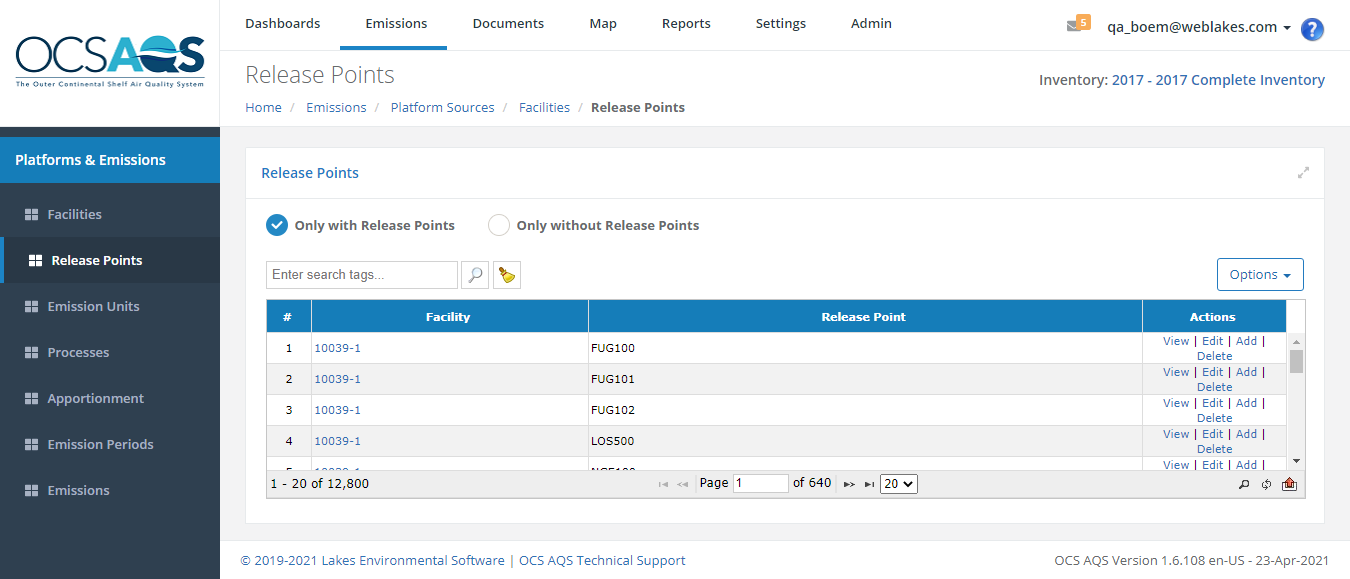 Dashboards Emissions Documents Map Reports Settings Admin 5 qa_boem@weblakes.com ?
OCSAQS
The Outer Continental Shelf Air Quality System
Release Points
Inventory: 2017 - 2017 Complete Inventory
Home / Emissions / Platform Sources / Facilities / Release Points
Platforms & Emissions
Facilities
Release Points
Emission Units
Processes
Apportionment
Emission Periods
Emissions
Release Points
Only with Release Points Only without Release Points
Enter search tags... Options
# Facility Release Point Actions
1 10039-1 FUG100 View | Edit | Add |
Delete
2 10039-1 FUG101 View | Edit | Add |
Delete
3 10039-1 FUG102 View | Edit | Add |
Delete
4 10039-1 LOS500 View | Edit | Add |
Delete
View | Edit | Add |
1 - 20 of 12,800 Page 1 of 640 20
© 2019-2021 Lakes Environmental Software | OCS AQS Technical Support OCS AQS Version 1.6.108 en-US - 23-Apr-2021